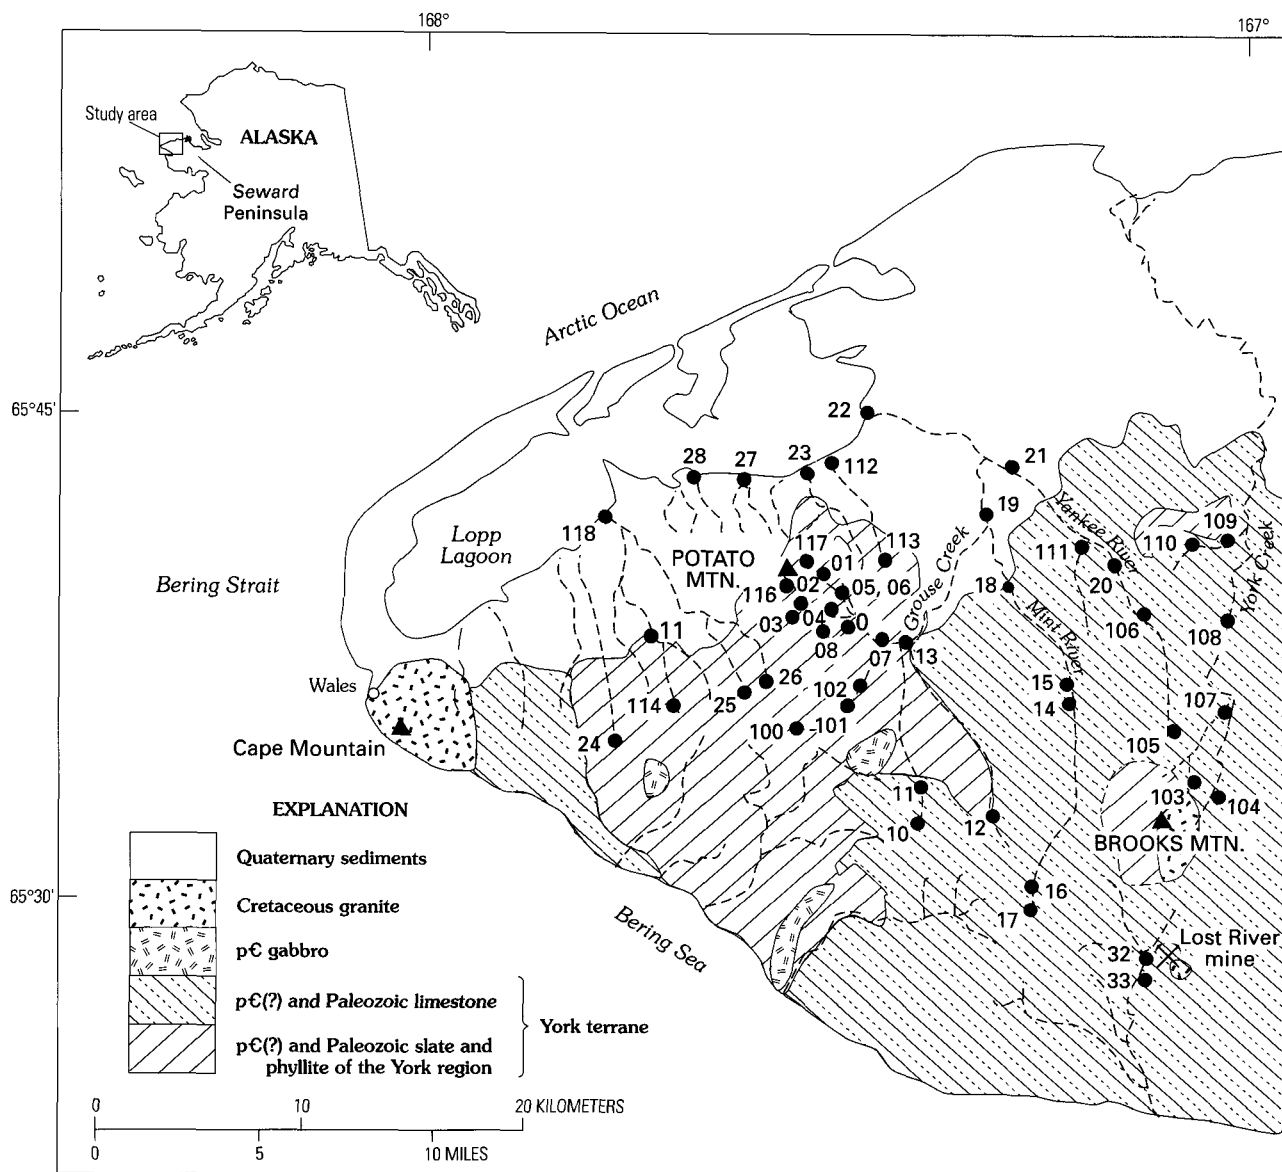 168°
167°
Study area
ALASKA
Seward
Peninsula
Arctic Ocean
65°45'
22
28
27
23
112
21
19
118
Lopp
Lagoon
POTATO
MTN.
117
01
113
Grouse Creek
Yankee River
111
110
109
York Creek
Bering Strait
116
02
05, 06
18
20
03
04
0
Mint River
106
108
11
08
07
13
Wales
26
102
15
107
114
25
14
Cape Mountain
24
100
101
105
11
103
104
EXPLANATION
10
12
BROOKS MTN.
Quaternary sediments
16
65°30'
Cretaceous granite
17
Bering Sea
32
Lost River
mine
p€ gabbro
33
p€(?) and Paleozoic limestone
York terrane
p€(?) and Paleozoic slate and
phyllite of the York region
0 10 20 KILOMETERS
0 5 10 MILES